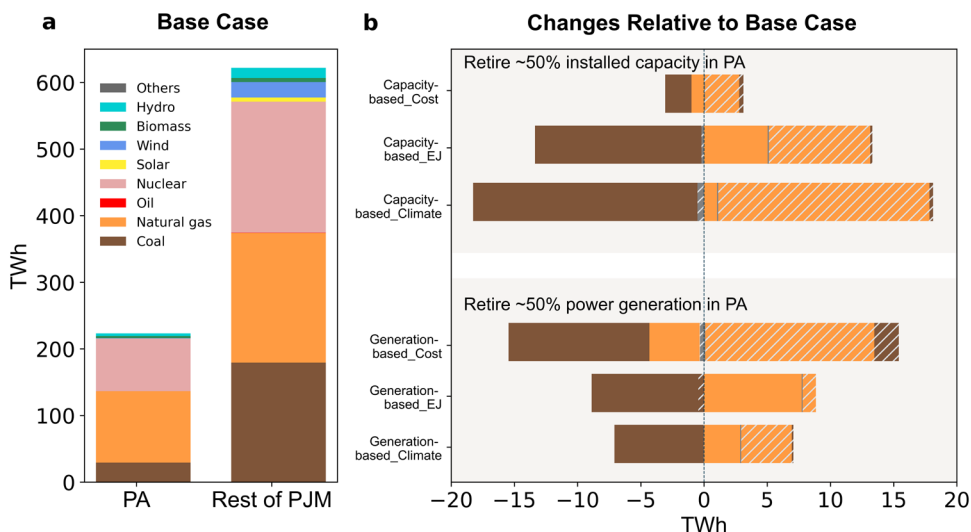 a Base Case
TWh
600
500
400
300
200
100
0
Others
Hydro
Biomass
Wind
Solar
Nuclear
Oil
Natural gas
Coal
PA Rest of PJM
b Changes Relative to Base Case
Retire ~50% installed capacity in PA
Capacity-
based_Cost
Capacity-
based_EJ
Capacity-
based_Climate
Retire ~50% power generation in PA
Generation-
based_Cost
Generation-
based_EJ
Generation-
based_Climate
−20 −15 −10 −5 0 5 10 15 20
TWh